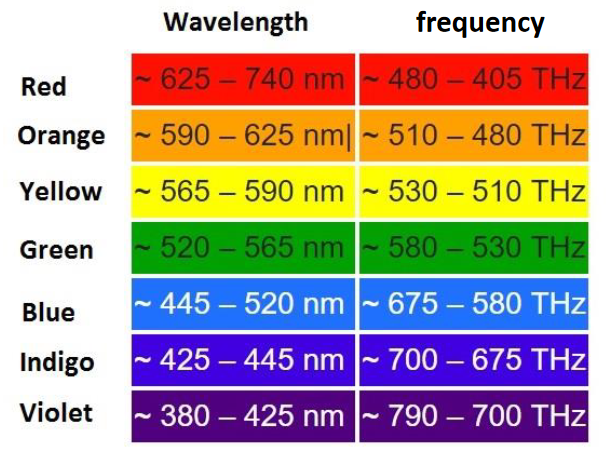 Wavelength frequency
Red ~ 625 – 740 nm ~ 480 – 405 THz
Orange ~ 590 – 625 nm| ~ 510 – 480 THz
Yellow ~ 565 – 590 nm ~ 530 – 510 THz
Green ~ 520 – 565 nm ~ 580 – 530 THz
Blue ~ 445 – 520 nm ~ 675 – 580 THz
Indigo ~ 425 – 445 nm ~ 700 – 675 THz
Violet ~ 380 – 425 nm ~ 790 – 700 THz